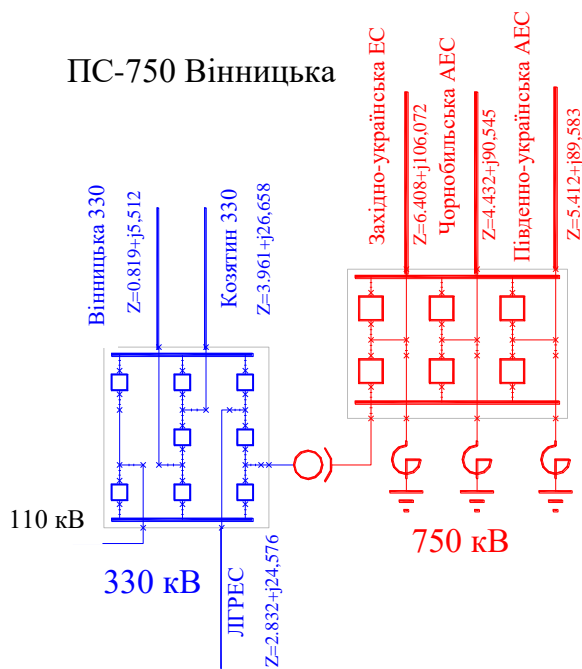 ПС-750 Вінницька
Західно-українська ЕС
Z=6.408+j106,072
Чорнобильська АЕС
Z=4.432+j90,545
Південно-українська АЕС
Z=5.412+j89,583
Вінницька 330
Z=0.819+j5,512
Козятин 330
Z=3.961+j26,658
110 кВ
330 кВ
ЛГРЕС
Z=2.832+j24,576
750 кВ